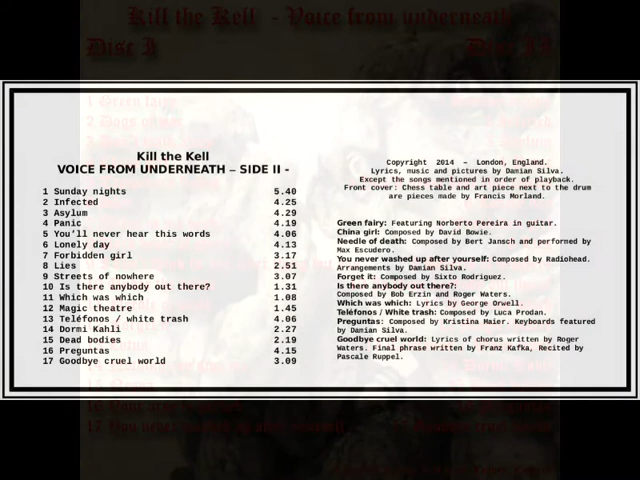 Kill the Kell - Voice from underneath
Disc I
Disc II
1 Green fairy
2 Dogs
Kill the Kell
VOICE FROM UNDERNEATH – SIDE II -
1 Sunday nights 5.40
2 Infected 4.25
3 Asylum 4.29
4 Panic 4.19
5 You'll never hear this words 4.06
6 Lonely day 4.13
7 Forbidden girl 3.17
8 Lies 2.51
9 Streets of nowhere 3.07
10 Is there anybody out there? 1.31
11 Which was which 1.08
12 Magic theatre 1.45
13 Teléfonos / white trash 4.06
14 Dormi Kahli 2.27
15 Dead bodies 2.19
16 Preguntas 4.15
17 Goodbye cruel world 3.09
Copyright 2014 – London, England.
Lyrics, music and pictures by Damian Silva.
Except the songs mentioned in order of playback.
Front cover: Chess table and art piece next to the drum
are pieces made by Francis Morland.
Green fairy: Featuring Norberto Pereira in guitar.
China girl: Composed by David Bowie.
Needle of death: Composed by Bert Jansch and performed by
Max Escudero.
You never washed up after yourself: Composed by Radiohead.
Arrangements by Damian Silva.
Forget it: Composed by Sixto Rodriguez.
Is there anybody out there?:
Composed by Bob Erzin and Roger Waters.
Which was which: Lyrics by George Orwell.
Teléfonos / White trash: Composed by Luca Prodan.
Preguntas: Composed by Kristina Maier. Keyboards featured
by Damian Silva.
Goodbye cruel world: Lyrics of chorus written by Roger
Waters. Final phrase written by Franz Kafka, Recited by
Pascale Ruppel.